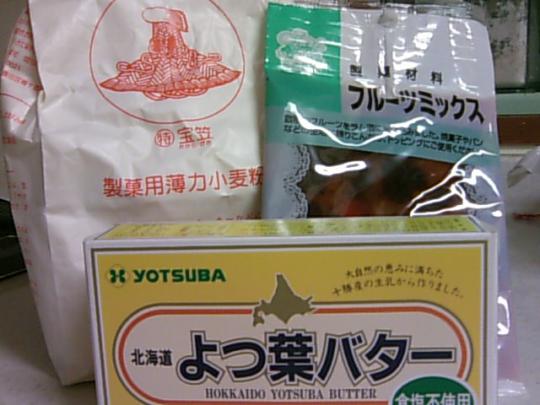 特 宝笠
製菓用薄力小麦粉
製菓材料
フルーツミックス
YOTSUBA
大自然の恵みに満ちた
十勝産の生乳から作りました。
北海道 よつ葉バター
HOKKAIDO YOTSUBA BUTTER
食塩不使用